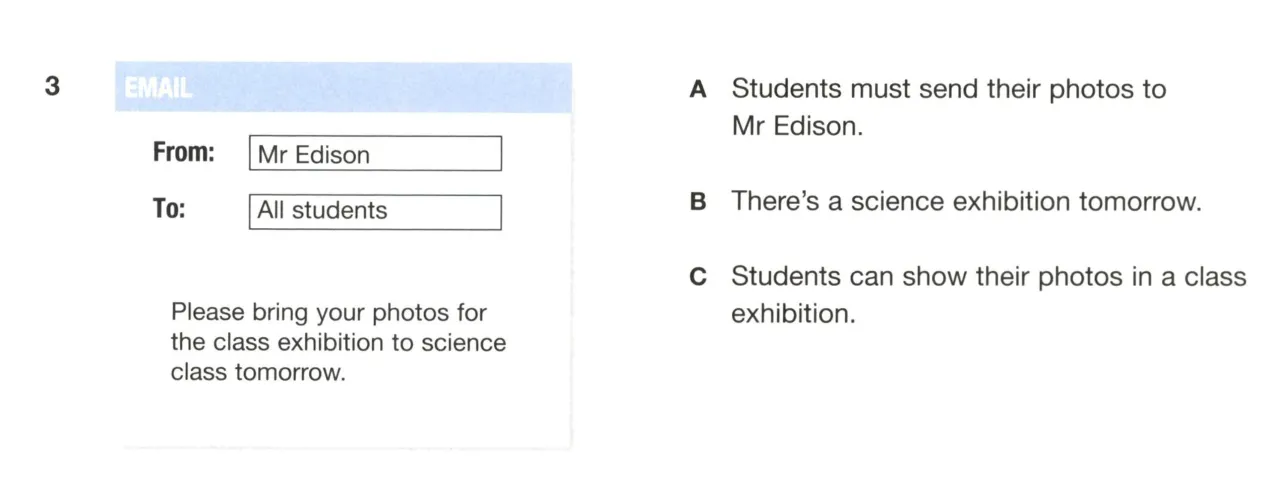 3
EMAIL
From: Mr Edison
To: All students
Please bring your photos for
the class exhibition to science
class tomorrow.
A Students must send their photos to
Mr Edison.
B There's a science exhibition tomorrow.
C Students can show their photos in a class
exhibition.